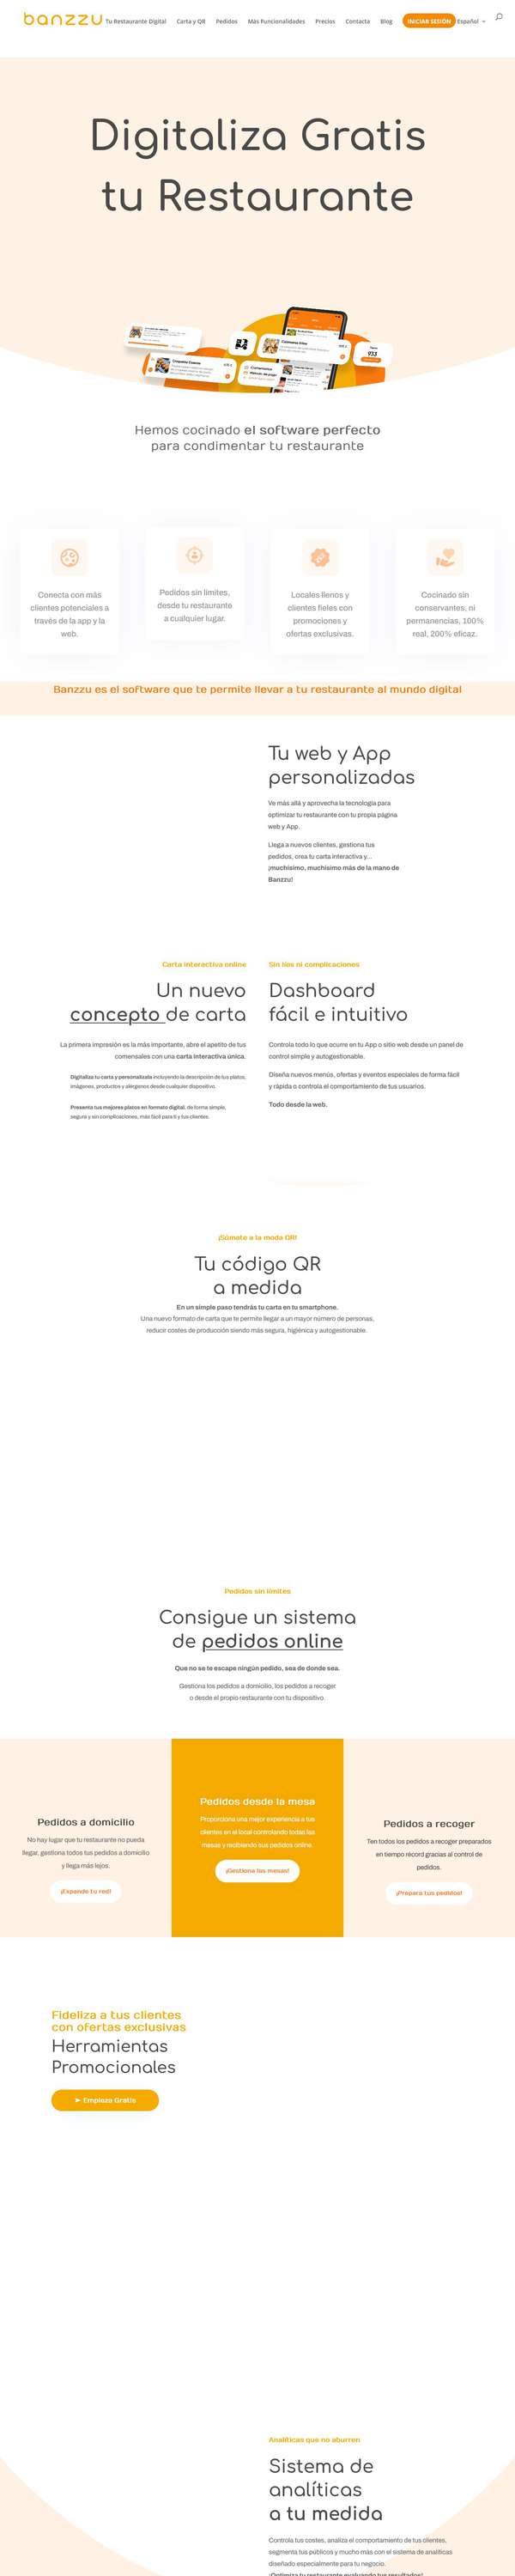 banzzu
Tu Restaurante Digital
Carta y QR
Pedidos
Más Funcionalidades
Precios
Contacta
Blog
INICIAR SESIÓN
Español
Digitaliza Gratis
tu Restaurante
Hemos cocinado el software perfecto
para condimentar tu restaurante
Conecta con más
clientes potenciales a
través de la app y la
web.
Pedidos sin límites,
desde tu restaurante
a cualquier lugar.
Locales llenos y
clientes fieles con
promociones y
ofertas exclusivas.
Cocinado sin
conservantes, ni
permanencias, 100%
real, 200% eficaz.
Banzzu es el software que te permite llevar a tu restaurante al mundo digital
Tu web y App
personalizadas
Ve más allá y aprovecha la tecnología para
optimizar tu restaurante con tu propia página
web y App.
Llega a nuevos clientes, gestiona tus
pedidos, crea tu carta interactiva y...
¡muchísimo, muchísimo más de la mano de
Banzzu!
Carta interactiva online
Un nuevo
concepto de carta
La primera impresión es la más importante, abre el apetito de tus
comensales con una carta interactiva única.
Digitaliza tu carta y personalízala incluyendo la descripción de tus platos,
imágenes, productos y alérgenos desde cualquier dispositivo.
Presenta tus mejores platos en formato digital, de forma simple,
segura y sin complicaciones, más fácil para ti y tus clientes.
Sin líos ni complicaciones
Dashboard
fácil e intuitivo
Controla todo lo que ocurre en tu App o sitio web desde un panel de
control simple y autogestionable.
Diseña nuevos menús, ofertas y eventos especiales de forma fácil
y rápida o controla el comportamiento de tus usuarios.
Todo desde la web.
¡Súmate a la moda QR!
Tu código QR
a medida
En un simple paso tendrás tu carta en tu smartphone.
Una nuevo formato de carta que te permite llegar a un mayor número de personas,
reducir costes de producción siendo más segura, higiénica y autogestionable.
Pedidos sin límites
Consigue un sistema
de pedidos online
Que no se te escape ningún pedido, sea de donde sea.
Gestiona los pedidos a domicilio, los pedidos a recoger
o desde el propio restaurante con tu dispositivo.
Pedidos a domicilio
No hay lugar que tu restaurante no pueda
llegar, gestiona todos tus pedidos a domicilio
y llega más lejos.
¡Expande tu red!
Pedidos desde la mesa
Proporciona una mejor experiencia a tus
clientes en el local controlando todas las
mesas y recibiendo sus pedidos online.
¡Gestiona las mesas!
Pedidos a recoger
Ten todos los pedidos a recoger preparados
en tiempo récord gracias al control de
pedidos.
¡Prepara tus pedidos!
Fideliza a tus clientes
con ofertas exclusivas
Herramientas
Promocionales
➤ Empieza Gratis
Analíticas que no aburren
Sistema de
analíticas
a tu medida
Controla tus costes, analiza el comportamiento de tus clientes,
segmenta tus públicos y mucho más con el sistema de analíticas
diseñado especialmente para tu negocio.
¡Optimiza tu restaurante evaluando tus resultados!